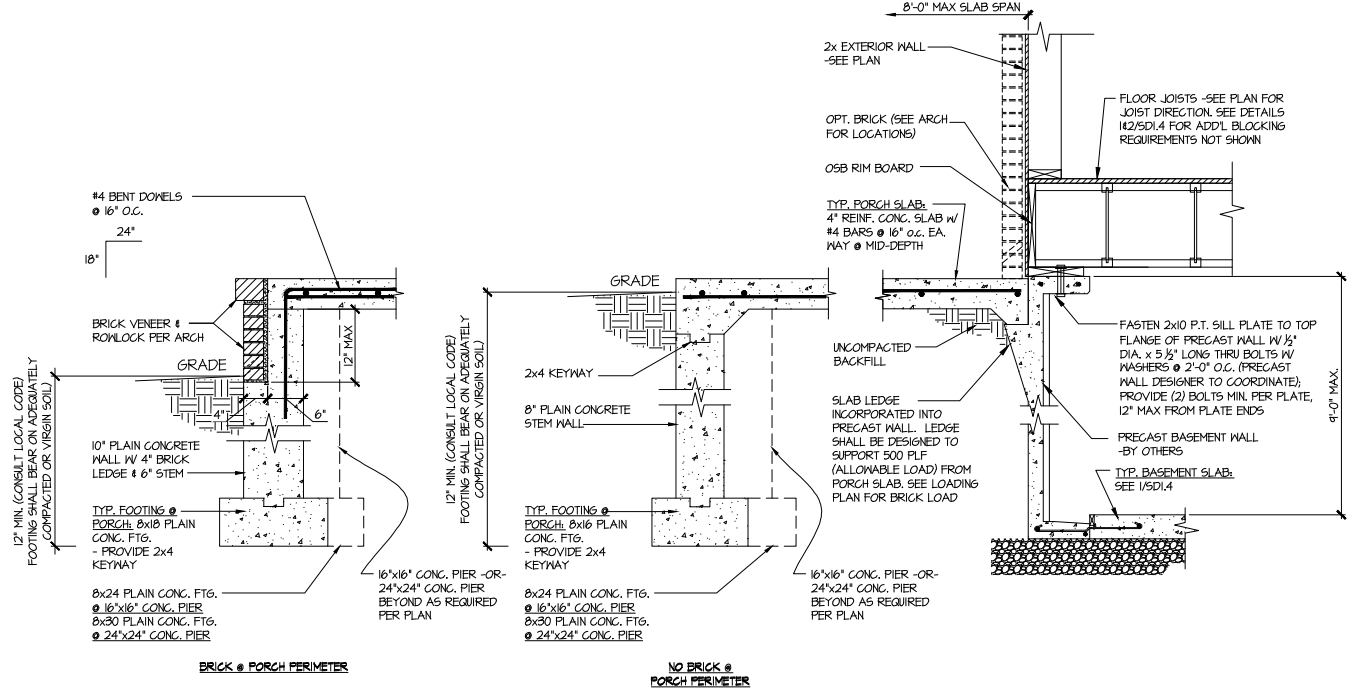 8'-0" MAX SLAB SPAN
2x EXTERIOR WALL
-SEE PLAN
FLOOR JOISTS -SEE PLAN FOR
JOIST DIRECTION. SEE DETAILS
1&2/SD1.4 FOR ADD'L BLOCKING
REQUIREMENTS NOT SHOWN
OPT. BRICK (SEE ARCH
FOR LOCATIONS)
OSB RIM BOARD
TYP. PORCH SLAB:
4" REINF. CONC. SLAB W/
#4 BARS @ 16" o.c. EA.
WAY @ MID-DEPTH
#4 BENT DOWELS
@ 16" O.C.
24"
18"
BRICK VENEER &
ROWLOCK PER ARCH
GRADE
12" MAX
4"
6"
10" PLAIN CONCRETE
WALL W/ 4" BRICK
LEDGE & 6" STEM
12" MIN. (CONSULT LOCAL CODE)
FOOTING SHALL BEAR ON ADEQUATELY
COMPACTED OR VIRGIN SOIL)
TYP. FOOTING @
PORCH: 8x18 PLAIN
CONC. FTG.
- PROVIDE 2x4
KEYWAY
8x24 PLAIN CONC. FTG.
@ 16"x16" CONC. PIER
8x30 PLAIN CONC. FTG.
@ 24"x24" CONC. PIER
16"x16" CONC. PIER -OR-
24"x24" CONC. PIER
BEYOND AS REQUIRED
PER PLAN
BRICK @ PORCH PERIMETER
GRADE
2x4 KEYWAY
8" PLAIN CONCRETE
STEM WALL
12" MIN. (CONSULT LOCAL CODE)
FOOTING SHALL BEAR ON ADEQUATELY
COMPACTED OR VIRGIN SOIL)
TYP. FOOTING @
PORCH: 8x16 PLAIN
CONC. FTG.
- PROVIDE 2x4
KEYWAY
8x24 PLAIN CONC. FTG.
@ 16"x16" CONC. PIER
8x30 PLAIN CONC. FTG.
@ 24"x24" CONC. PIER
16"x16" CONC. PIER -OR-
24"x24" CONC. PIER
BEYOND AS REQUIRED
PER PLAN
NO BRICK @
PORCH PERIMETER
UNCOMPACTED
BACKFILL
SLAB LEDGE
INCORPORATED INTO
PRECAST WALL. LEDGE
SHALL BE DESIGNED TO
SUPPORT 500 PLF
(ALLOWABLE LOAD) FROM
PORCH SLAB. SEE LOADING
PLAN FOR BRICK LOAD
FASTEN 2x10 P.T. SILL PLATE TO TOP
FLANGE OF PRECAST WALL W/ ½"
DIA. x 5 ½" LONG THRU BOLTS W/
WASHERS @ 2'-0" O.C. (PRECAST
WALL DESIGNER TO COORDINATE);
PROVIDE (2) BOLTS MIN. PER PLATE,
12" MAX FROM PLATE ENDS
PRECAST BASEMENT WALL
-BY OTHERS
TYP. BASEMENT SLAB:
SEE 1/SD1.4
9'-0" MAX.